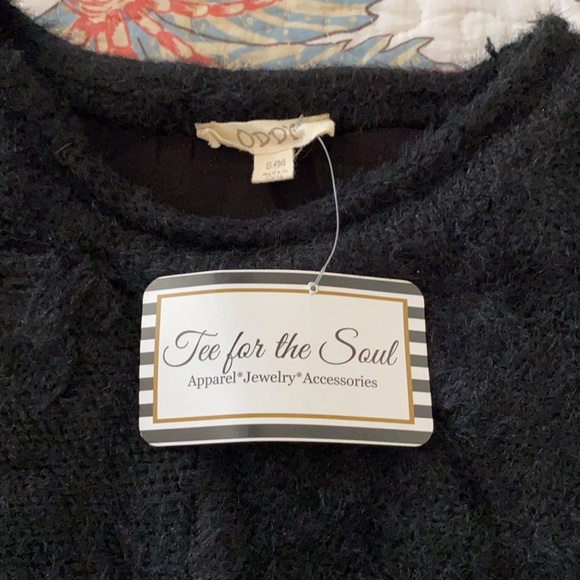 ODDI
S/M
Tee for the Soul
Apparel*Jewelry*Accessories